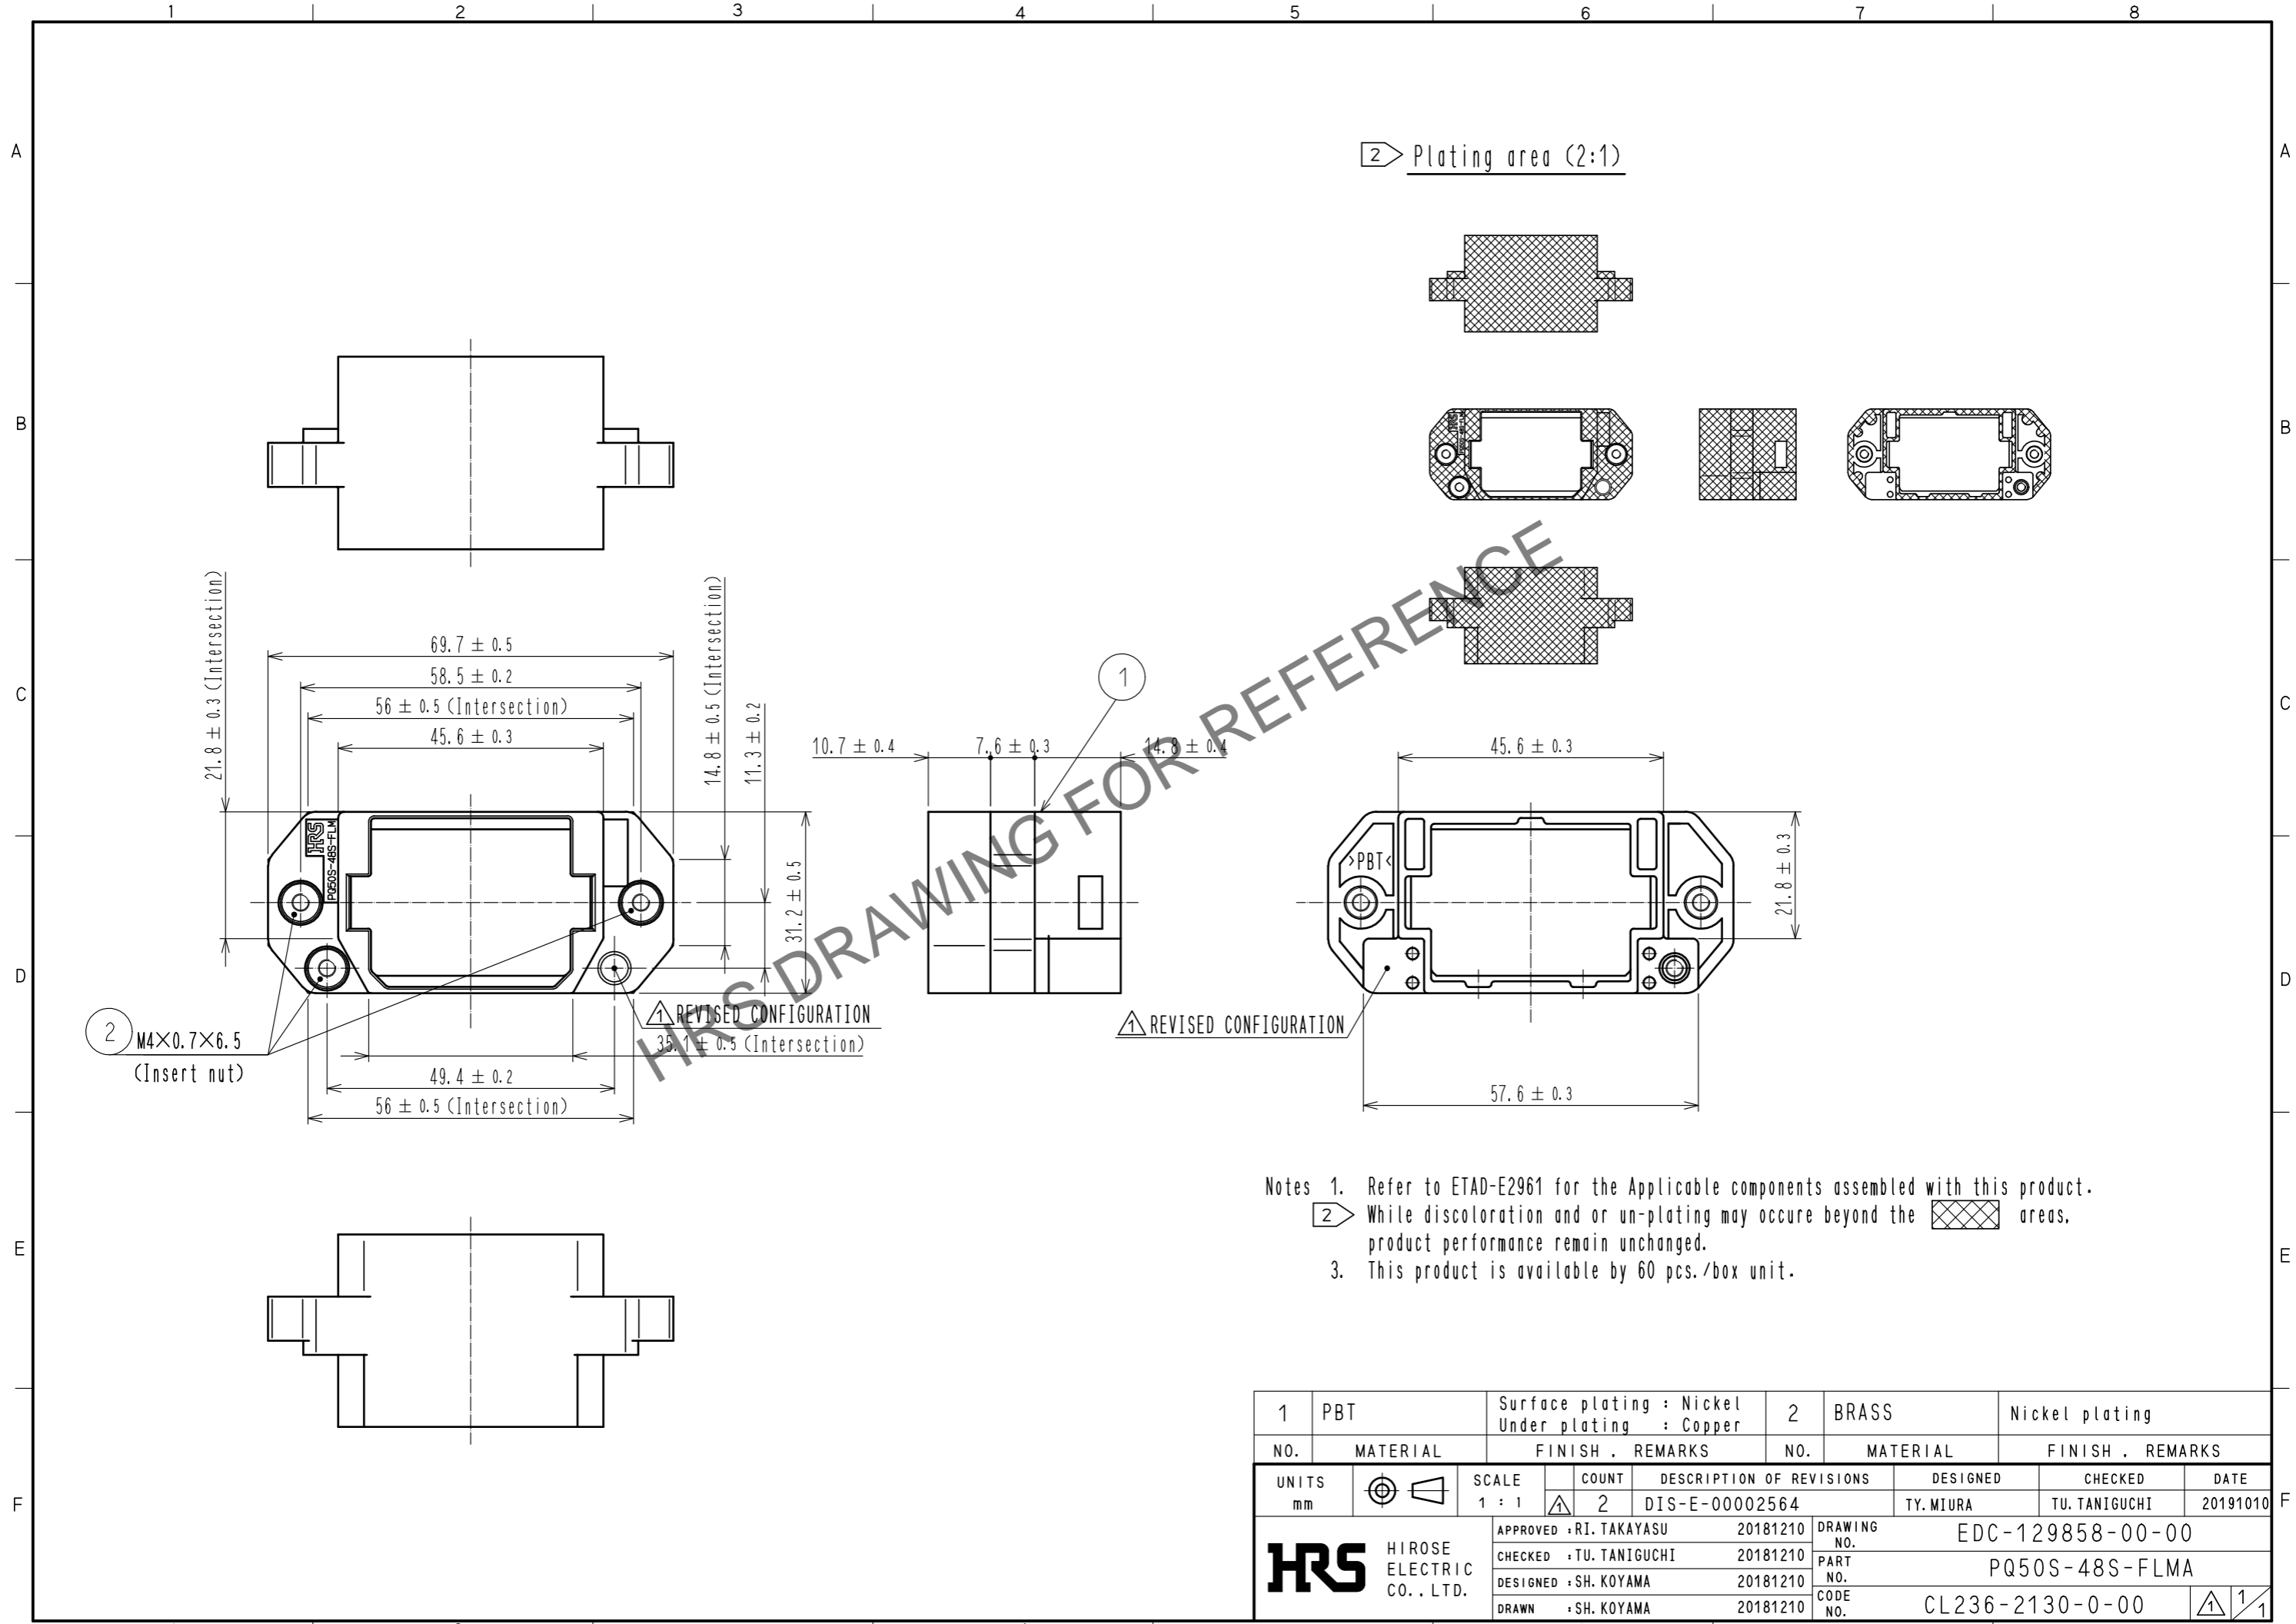 1 2 3 4 5 6 7 8
A A
2 Plating area (2:1)
B B
HRS
PQ50S-48S-FLM
C C
21.8 ± 0.3 (Intersection)
69.7 ± 0.5
58.5 ± 0.2
56 ± 0.5 (Intersection)
45.6 ± 0.3
14.8 ± 0.5 (Intersection)
11.3 ± 0.2
31.2 ± 0.5
HRS
PQ50S-48S-FLM
1
10.7 ± 0.4
7.6 ± 0.3
14.8 ± 0.4
45.6 ± 0.3
>PBT<
21.8 ± 0.3
57.6 ± 0.3
D D
1 REVISED CONFIGURATION
1 REVISED CONFIGURATION
2 M4×0.7×6.5
(Insert nut)
35.1 ± 0.5 (Intersection)
49.4 ± 0.2
56 ± 0.5 (Intersection)
HRS DRAWING FOR REFERENCE
E E
Notes 1. Refer to ETAD-E2961 for the Applicable components assembled with this product.
2 While discoloration and or un-plating may occure beyond the areas,
product performance remain unchanged.
3. This product is available by 60 pcs./box unit.
F F
1 PBT Surface plating : Nickel 2 BRASS Nickel plating
Under plating : Copper
NO. MATERIAL FINISH . REMARKS NO. MATERIAL FINISH . REMARKS
UNITS SCALE COUNT DESCRIPTION OF REVISIONS DESIGNED CHECKED DATE
mm 1 : 1 1 2 DIS-E-00002564 TY.MIURA TU.TANIGUCHI 20191010
HRS HIROSE ELECTRIC CO.,LTD.
APPROVED : RI.TAKAYASU 20181210
CHECKED : TU.TANIGUCHI 20181210
DESIGNED : SH.KOYAMA 20181210
DRAWN : SH.KOYAMA 20181210
DRAWING NO. EDC-129858-00-00
PART NO. PQ50S-48S-FLMA
CODE NO. CL236-2130-0-00 1 1/1